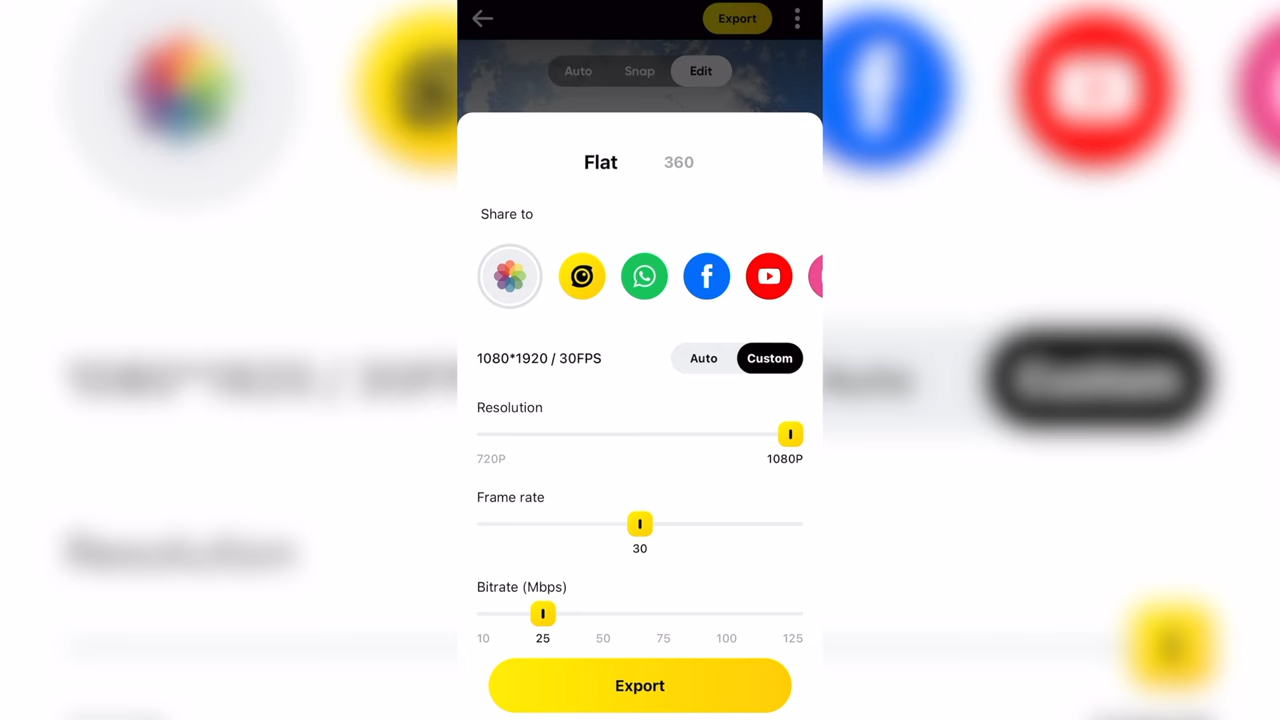 Export
Auto Snap Edit
Flat 360
Share to
1080*1920 / 30FPS Auto Custom
Resolution
720P 1080P
Frame rate
30
Bitrate (Mbps)
10 25 50 75 100 125
Export